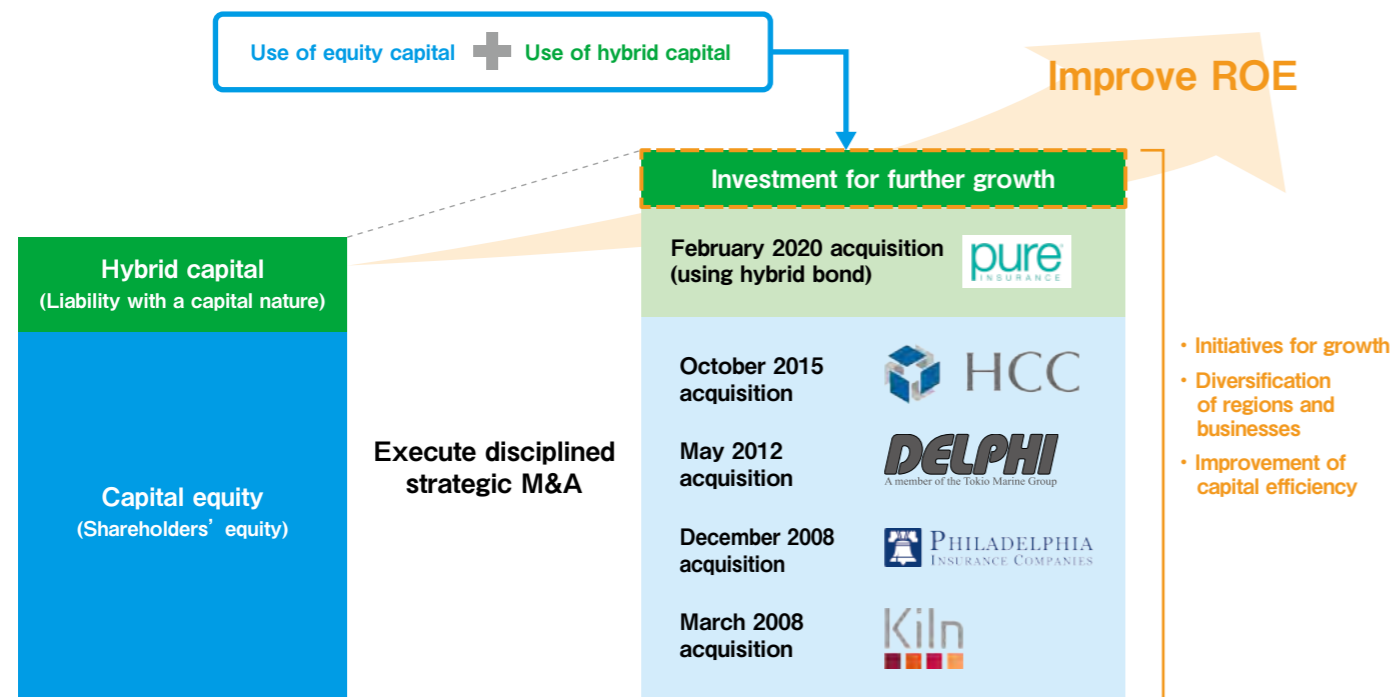 Use of equity capital
Use of hybrid capital
Improve ROE
Investment for further growth
February 2020 acquisition
(using hybrid bond)
pure
INSURANCE
Hybrid capital
(Liability with a capital nature)
October 2015
acquisition
HCC
Execute disciplined
strategic M&A
May 2012
acquisition
DELPHI
A member of the Tokio Marine Group
Capital equity
(Shareholders' equity)
December 2008
acquisition
PHILADELPHIA
INSURANCE COMPANIES
March 2008
acquisition
Kiln
・Initiatives for growth
・Diversification
of regions and
businesses
・Improvement of
capital efficiency